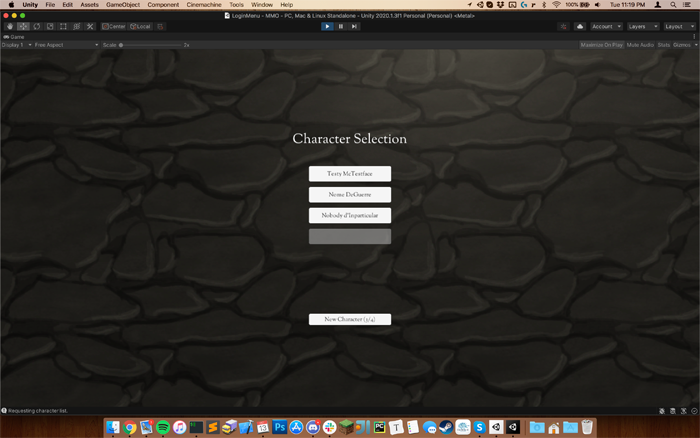 Unity File Edit Assets GameObject Component Cinemachine Tools Window Help 100% Tue 11:19 PM
LoginMenu - MMO - PC, Mac & Linux Standalone - Unity 2020.1.3f1 Personal (Personal) <Metal>
Center Local Account Layers Layout
Game
Display 1 Free Aspect Scale 2x Maximize On Play Mute Audio Stats Gizmos
Character Selection
Testy McTestface
Nome DeGuerre
Nobody d'Inparticular
New Character (3/4)
Requesting character list.